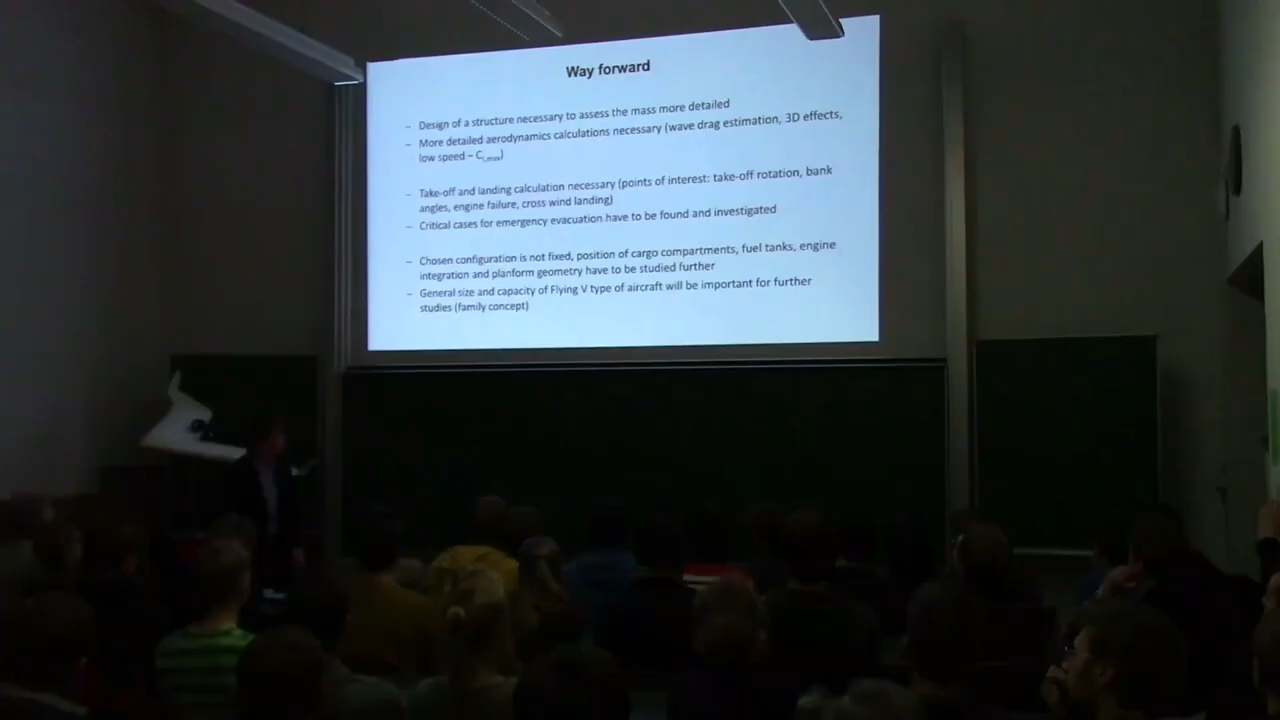 Way forward
– Design of a structure necessary to assess the mass more detailed
– More detailed aerodynamics calculations necessary (wave drag estimation, 3D effects,
low speed – C_L,max)
– Take-off and landing calculation necessary (points of interest: take-off rotation, bank
angles, engine failure, cross wind landing)
– Critical cases for emergency evacuation have to be found and investigated
– Chosen configuration is not fixed, position of cargo compartments, fuel tanks, engine
integration and planform geometry have to be studied further
– General size and capacity of Flying V type of aircraft will be important for further
studies (family concept)